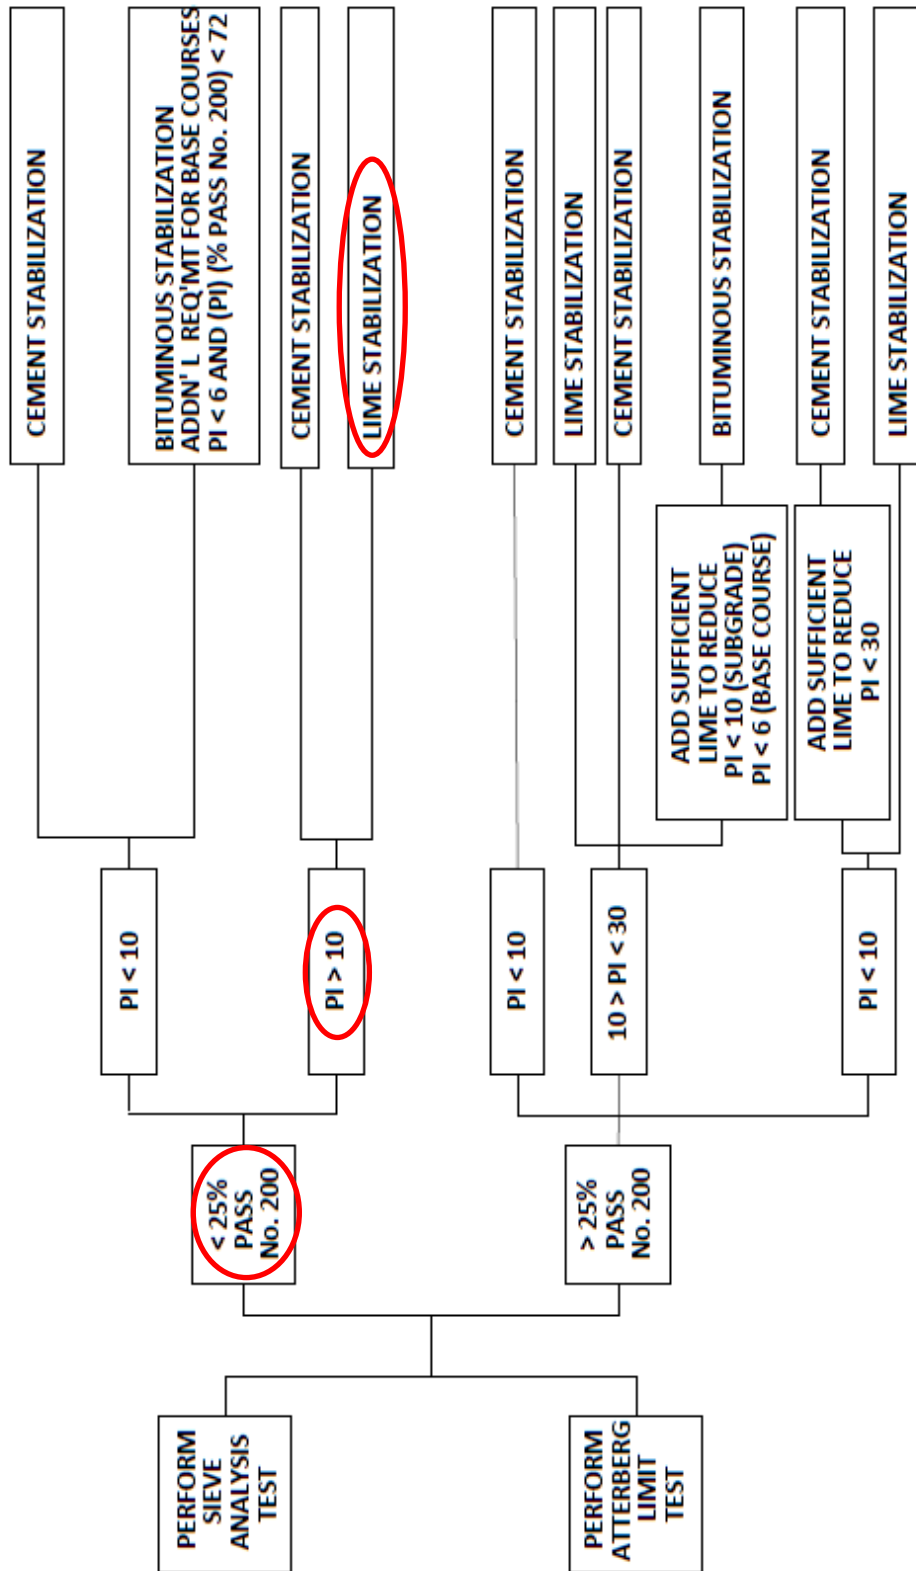 PERFORM
SIEVE
ANALYSIS
TEST
PERFORM
ATTERBERG
LIMIT
TEST
< 25%
PASS
No. 200
> 25%
PASS
No. 200
PI < 10
PI > 10
PI < 10
10 > PI < 30
PI < 10
ADD SUFFICIENT
LIME TO REDUCE
PI < 10 (SUBGRADE)
PI < 6 (BASE COURSE)
ADD SUFFICIENT
LIME TO REDUCE
PI < 30
CEMENT STABILIZATION
BITUMINOUS STABILIZATION
ADDN' L REQ'MT FOR BASE COURSES
PI < 6 AND (PI) (% PASS No. 200) < 72
CEMENT STABILIZATION
LIME STABILIZATION
CEMENT STABILIZATION
LIME STABILIZATION
CEMENT STABILIZATION
BITUMINOUS STABILIZATION
CEMENT STABILIZATION
LIME STABILIZATION